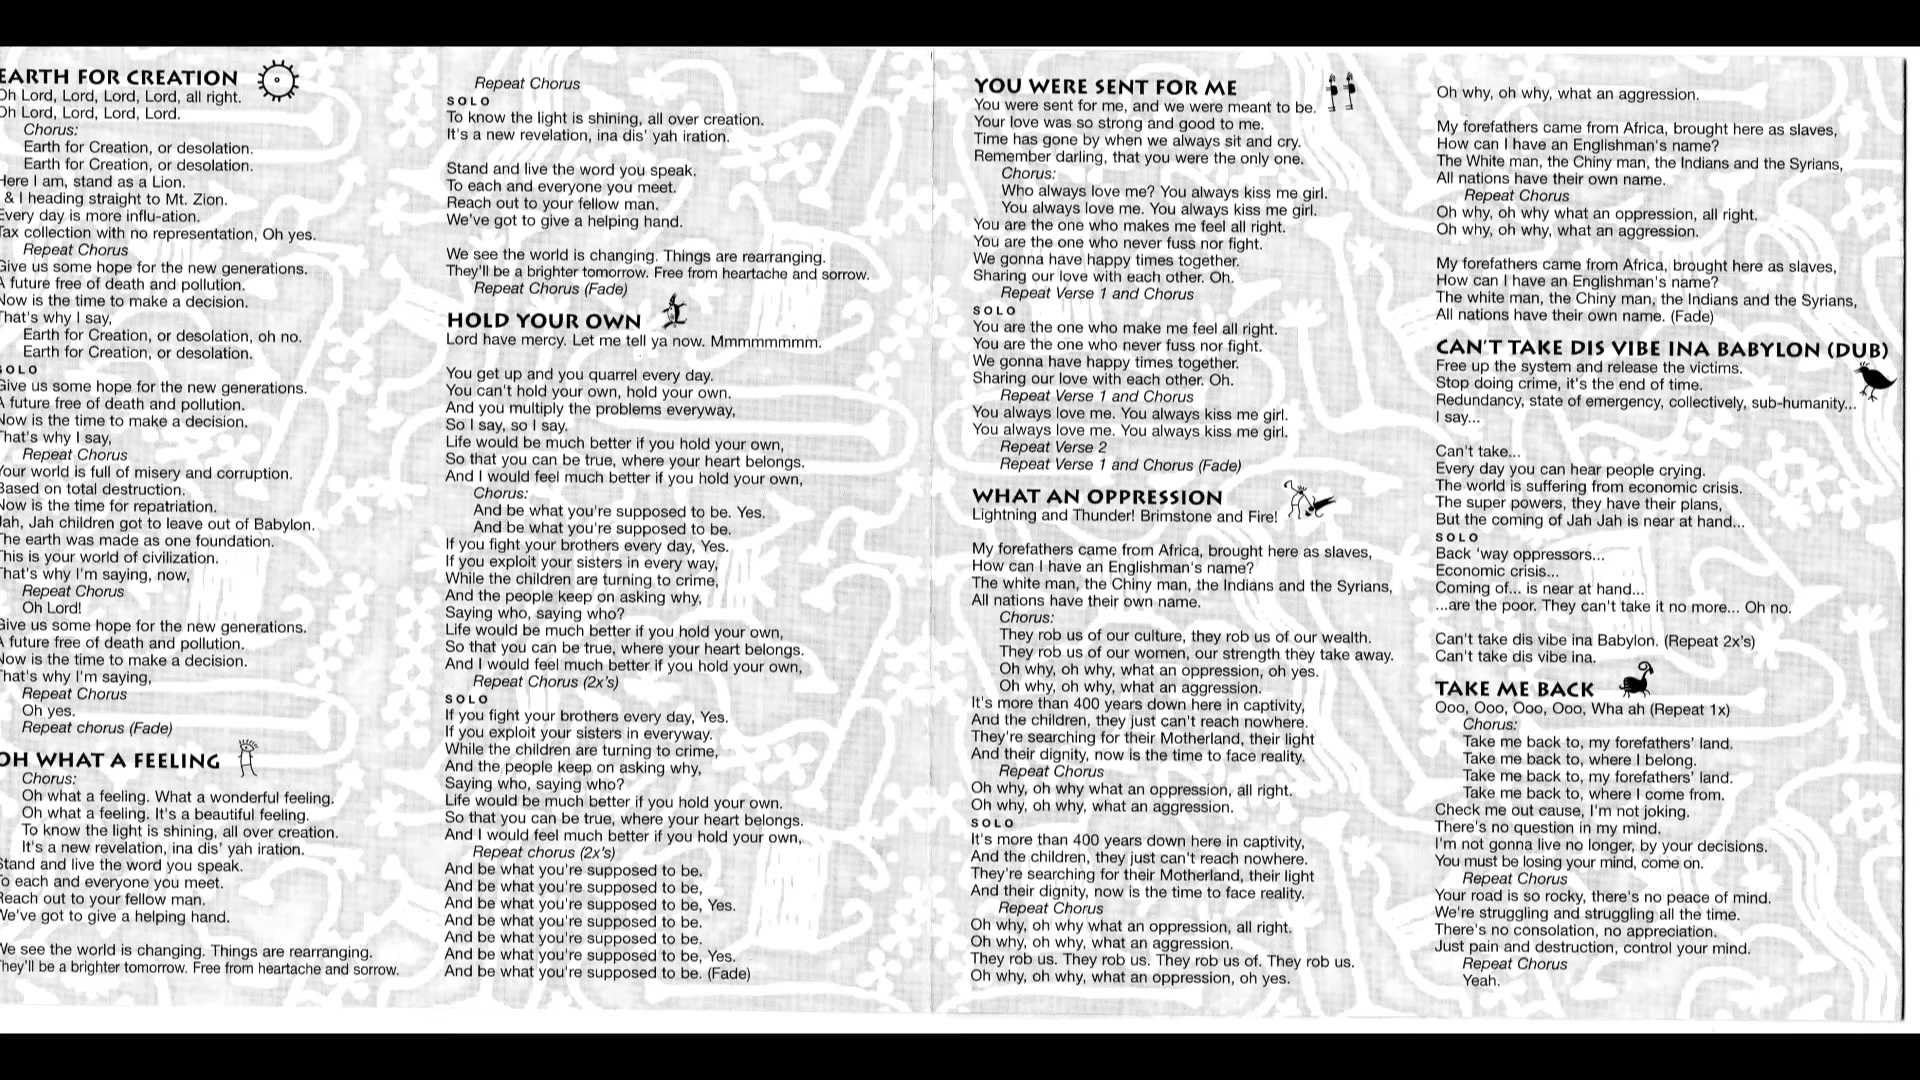 EARTH FOR CREATION
Oh Lord, Lord, Lord, Lord, all right.
Oh Lord, Lord, Lord, Lord.
Chorus:
Earth for Creation, or desolation.
Earth for Creation, or desolation.
Here I am, stand as a Lion.
& I heading straight to Mt. Zion.
Every day is more influ-ation.
Tax collection with no representation, Oh yes.
Repeat Chorus
Give us some hope for the new generations.
A future free of death and pollution.
Now is the time to make a decision.
That's why I say,
Earth for Creation, or desolation, oh no.
Earth for Creation, or desolation.
SOLO
Give us some hope for the new generations.
A future free of death and pollution.
Now is the time to make a decision.
That's why I say,
Repeat Chorus
Your world is full of misery and corruption.
Based on total destruction.
Now is the time for repatriation.
Jah, Jah children got to leave out of Babylon.
The earth was made as one foundation.
This is your world of civilization.
That's why I'm saying, now,
Repeat Chorus
Oh Lord!
Give us some hope for the new generations.
A future free of death and pollution.
Now is the time to make a decision.
That's why I'm saying,
Repeat Chorus
Oh yes.
Repeat chorus (Fade)
OH WHAT A FEELING
Chorus:
Oh what a feeling. What a wonderful feeling.
Oh what a feeling. It's a beautiful feeling.
To know the light is shining, all over creation.
It's a new revelation, ina dis' yah iration.
Stand and live the word you speak.
To each and everyone you meet.
Reach out to your fellow man.
We've got to give a helping hand.
We see the world is changing. Things are rearranging.
They'll be a brighter tomorrow. Free from heartache and sorrow.
Repeat Chorus
SOLO
To know the light is shining, all over creation.
It's a new revelation, ina dis' yah iration.
Stand and live the word you speak.
To each and everyone you meet.
Reach out to your fellow man.
We've got to give a helping hand.
We see the world is changing. Things are rearranging.
They'll be a brighter tomorrow. Free from heartache and sorrow.
Repeat Chorus (Fade)
HOLD YOUR OWN
Lord have mercy. Let me tell ya now. Mmmmmmmm.
You get up and you quarrel every day.
You can't hold your own, hold your own.
And you multiply the problems everyway,
So I say, so I say.
Life would be much better if you hold your own,
So that you can be true, where your heart belongs.
And I would feel much better if you hold your own,
Chorus:
And be what you're supposed to be. Yes.
And be what you're supposed to be.
If you fight your brothers every day, Yes.
If you exploit your sisters in every way,
While the children are turning to crime,
And the people keep on asking why,
Saying who, saying who?
Life would be much better if you hold your own,
So that you can be true, where your heart belongs.
And I would feel much better if you hold your own,
Repeat Chorus (2x's)
SOLO
If you fight your brothers every day, Yes.
If you exploit your sisters in everyway.
While the children are turning to crime,
And the people keep on asking why,
Saying who, saying who?
Life would be much better if you hold your own.
So that you can be true, where your heart belongs.
And I would feel much better if you hold your own,
Repeat chorus (2x's)
And be what you're supposed to be.
And be what you're supposed to be,
And be what you're supposed to be, Yes.
And be what you're supposed to be.
And be what you're supposed to be.
And be what you're supposed to be, Yes.
And be what you're supposed to be. (Fade)
YOU WERE SENT FOR ME
You were sent for me, and we were meant to be.
Your love was so strong and good to me.
Time has gone by when we always sit and cry.
Remember darling, that you were the only one.
Chorus:
Who always love me? You always kiss me girl.
You always love me. You always kiss me girl.
You are the one who makes me feel all right.
You are the one who never fuss nor fight.
We gonna have happy times together.
Sharing our love with each other. Oh.
Repeat Verse 1 and Chorus
SOLO
You are the one who make me feel all right.
You are the one who never fuss nor fight.
We gonna have happy times together.
Sharing our love with each other. Oh.
Repeat Verse 1 and Chorus
You always love me. You always kiss me girl.
You always love me. You always kiss me girl.
Repeat Verse 2
Repeat Verse 1 and Chorus (Fade)
WHAT AN OPPRESSION
Lightning and Thunder! Brimstone and Fire!
My forefathers came from Africa, brought here as slaves,
How can I have an Englishman's name?
The white man, the Chiny man, the Indians and the Syrians,
All nations have their own name.
Chorus:
They rob us of our culture, they rob us of our wealth.
They rob us of our women, our strength they take away.
Oh why, oh why, what an oppression, oh yes.
Oh why, oh why, what an aggression.
It's more than 400 years down here in captivity,
And the children, they just can't reach nowhere.
They're searching for their Motherland, their light
And their dignity, now is the time to face reality.
Repeat Chorus
Oh why, oh why what an oppression, all right.
Oh why, oh why, what an aggression.
SOLO
It's more than 400 years down here in captivity,
And the children, they just can't reach nowhere.
They're searching for their Motherland, their light
And their dignity, now is the time to face reality.
Repeat Chorus
Oh why, oh why what an oppression, all right.
Oh why, oh why, what an aggression.
They rob us. They rob us. They rob us of. They rob us.
Oh why, oh why, what an oppression, oh yes.
Oh why, oh why, what an aggression.
My forefathers came from Africa, brought here as slaves,
How can I have an Englishman's name?
The White man, the Chiny man, the Indians and the Syrians,
All nations have their own name.
Repeat Chorus
Oh why, oh why what an oppression, all right.
Oh why, oh why, what an aggression.
My forefathers came from Africa, brought here as slaves,
How can I have an Englishman's name?
The white man, the Chiny man, the Indians and the Syrians,
All nations have their own name. (Fade)
CAN'T TAKE DIS VIBE INA BABYLON (DUB)
Free up the system and release the victims.
Stop doing crime, it's the end of time.
Redundancy, state of emergency, collectively, sub-humanity...
I say...
Can't take...
Every day you can hear people crying.
The world is suffering from economic crisis.
The super powers, they have their plans,
But the coming of Jah Jah is near at hand...
SOLO
Back 'way oppressors...
Economic crisis...
Coming of... is near at hand...
...are the poor. They can't take it no more... Oh no.
Can't take dis vibe ina Babylon. (Repeat 2x's)
Can't take dis vibe ina.
TAKE ME BACK
Ooo, Ooo, Ooo, Ooo, Wha ah (Repeat 1x)
Chorus:
Take me back to, my forefathers' land.
Take me back to, where I belong.
Take me back to, my forefathers' land.
Take me back to, where I come from.
Check me out cause, I'm not joking.
There's no question in my mind.
I'm not gonna live no longer, by your decisions.
You must be losing your mind, come on.
Repeat Chorus
Your road is so rocky, there's no peace of mind.
We're struggling and struggling all the time.
There's no consolation, no appreciation.
Just pain and destruction, control your mind.
Repeat Chorus
Yeah.